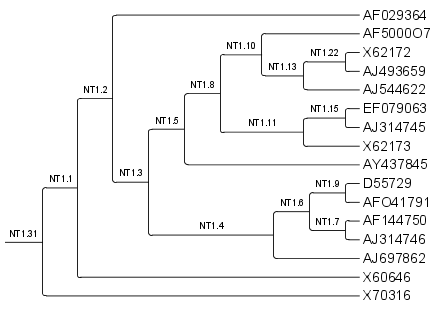 AF029364
AF5000O7
NT1.10
NT1.22
X62172
NT1.13
AJ493659
NT1.2
NT1.8
AJ544622
NT1.15
EF079063
NT1.5
NT1.11
AJ314745
X62173
AY437845
NT1.1
NT1.3
NT1.9
D55729
NT1.6
AFO41791
NT1.4
NT1.7
AF144750
NT1.31
AJ314746
AJ697862
X60646
X70316